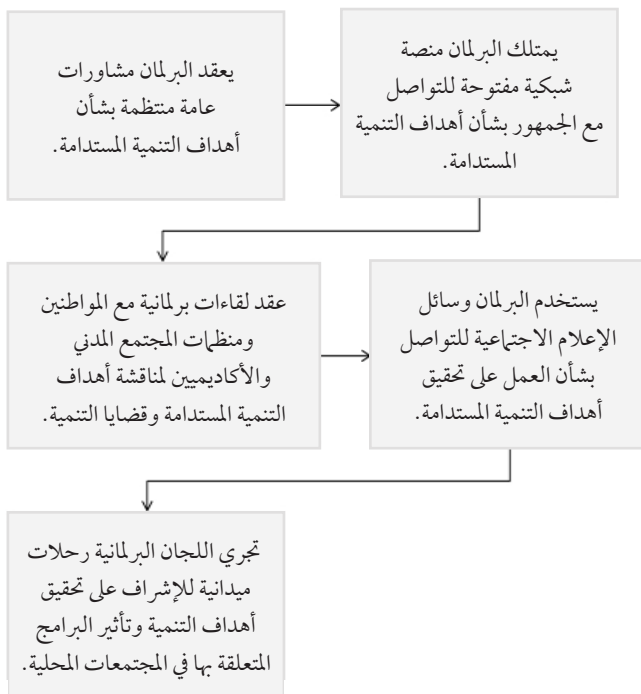 يعقد البرلمان مشاورات
عامة منتظمة بشأن
أهداف التنمية المستدامة.
يمتلك البرلمان منصة
شبكية مفتوحة للتواصل
مع الجمهور بشأن أهداف التنمية
المستدامة.
عقد لقاءات برلمانية مع المواطنين
ومنظمات المجتمع المدني
والأكاديميين لمناقشة أهداف
التنمية المستدامة وقضايا التنمية.
يستخدم البرلمان وسائل
الإعلام الاجتماعية للتواصل
بشأن العمل على تحقيق
أهداف التنمية المستدامة.
تجري اللجان البرلمانية رحلات
ميدانية للإشراف على تحقيق
أهداف التنمية وتأثير البرامج
المتعلقة بها في المجتمعات المحلية.